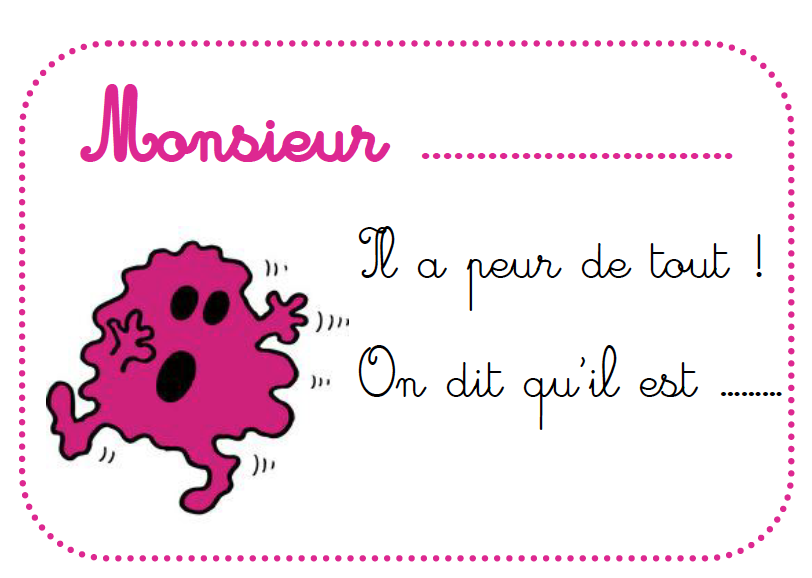 Monsieur ..................................
Il a peur de tout !
On dit qu'il est .........